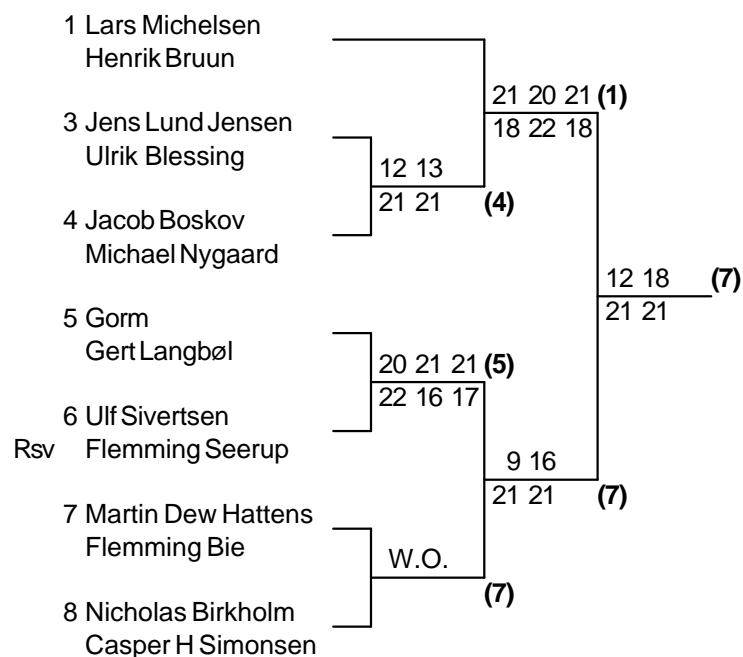 1 Lars Michelsen
Henrik Bruun
21 20 21 (1)
3 Jens Lund Jensen
18 22 18
Ulrik Blessing
12 13
21 21 (4)
4 Jacob Boskov
Michael Nygaard
12 18 (7)
21 21
5 Gorm
Gert Langbøl
20 21 21 (5)
22 16 17
6 Ulf Sivertsen
Rsv Flemming Seerup
9 16
21 21 (7)
7 Martin Dew Hattens
Flemming Bie
W.O.
(7)
8 Nicholas Birkholm
Casper H Simonsen